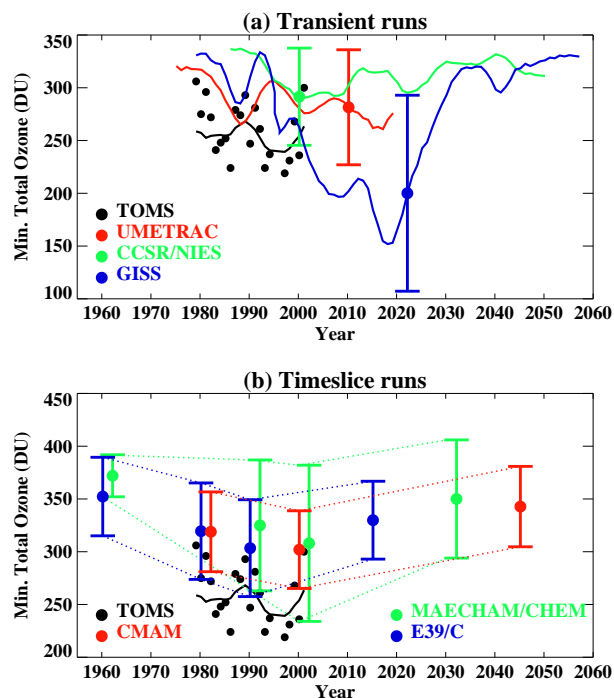 (a) Transient runs
Min. Total Ozone (DU)
350
300
250
200
150
100
TOMS
UMETRAC
CCSR/NIES
GISS
1960 1970 1980 1990 2000 2010 2020 2030 2040 2050 2060
Year
(b) Timeslice runs
Min. Total Ozone (DU)
450
400
350
300
250
200
TOMS
CMAM
MAECHAM/CHEM
E39/C
1960 1970 1980 1990 2000 2010 2020 2030 2040 2050 2060
Year